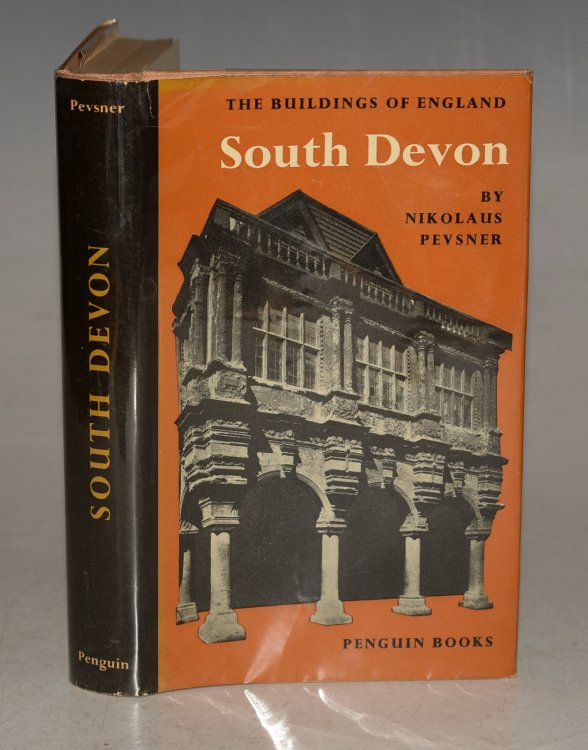 Pevsner
SOUTH DEVON
Penguin
THE BUILDINGS OF ENGLAND
South Devon
BY
NIKOLAUS
PEVSNER
PENGUIN BOOKS